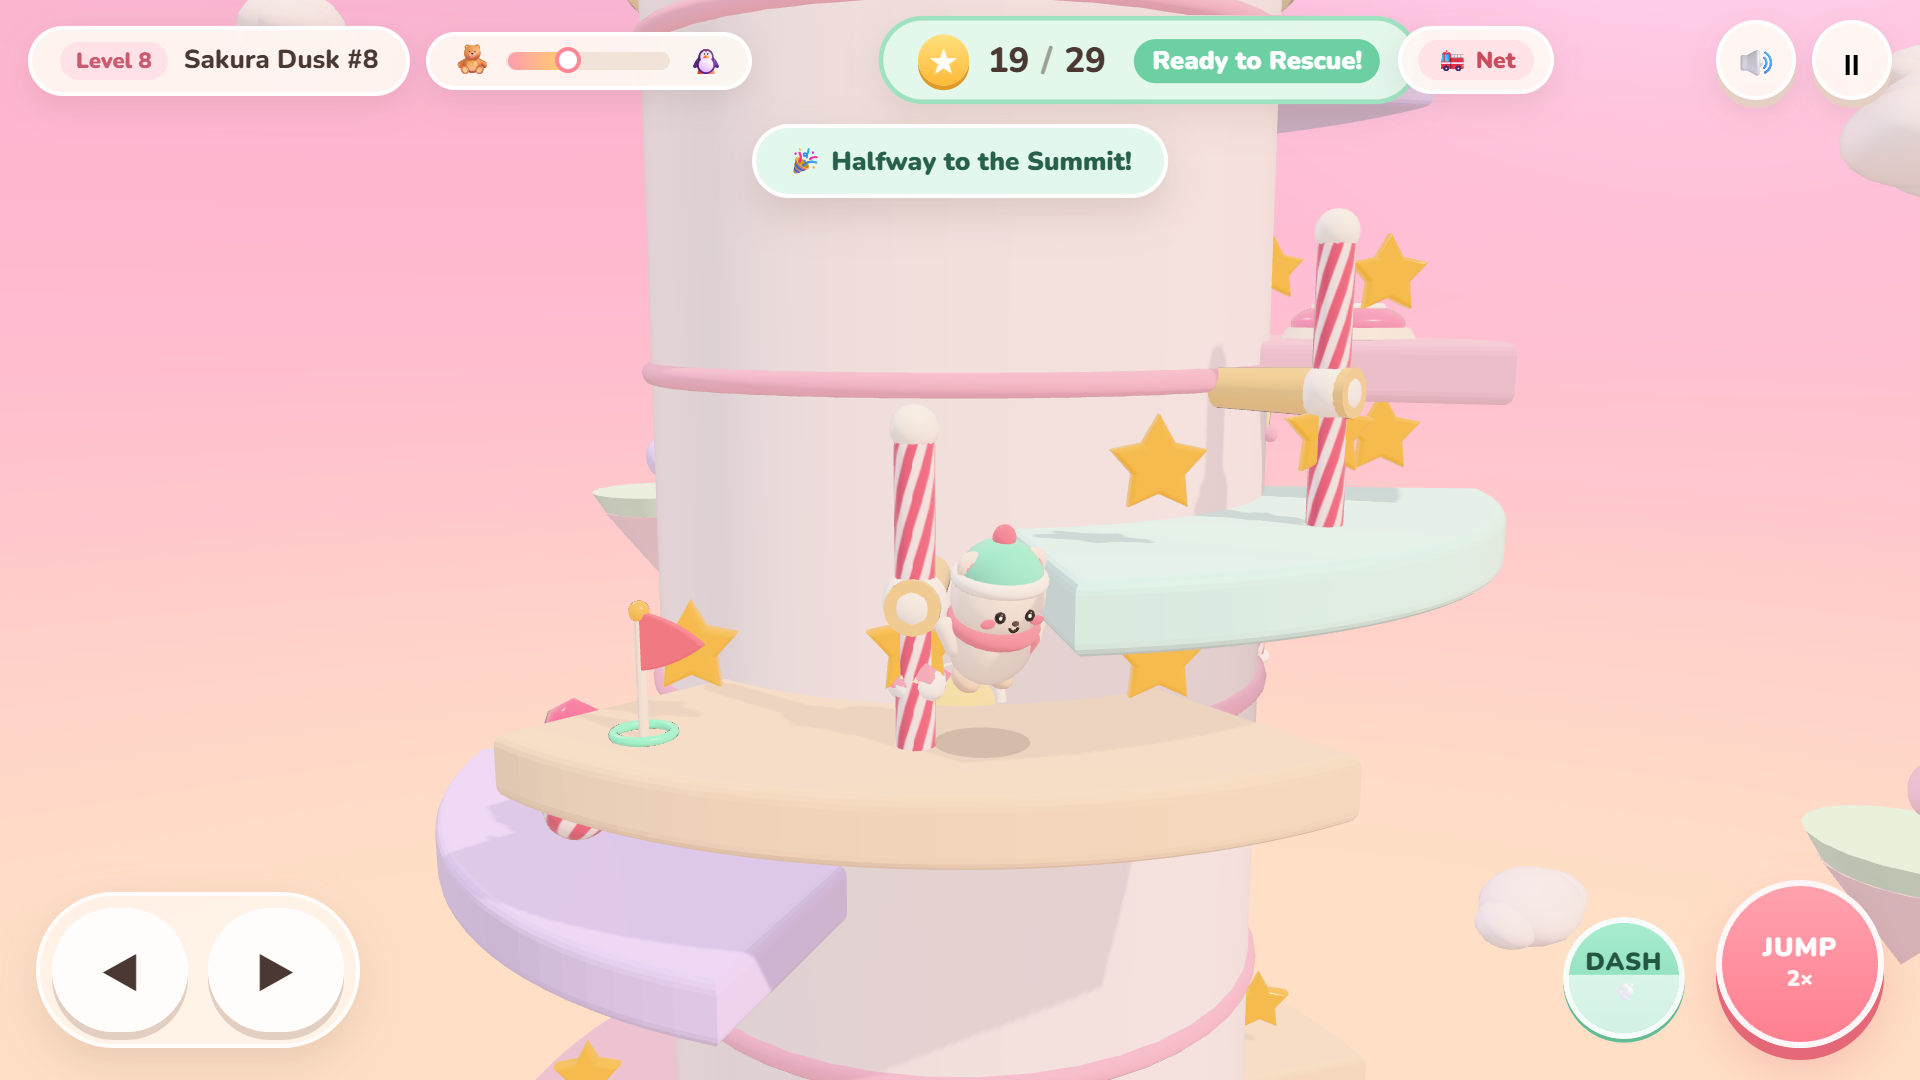 Level 8 Sakura Dusk #8
19 / 29 Ready to Rescue!
Net
Halfway to the Summit!
DASH
JUMP
2×